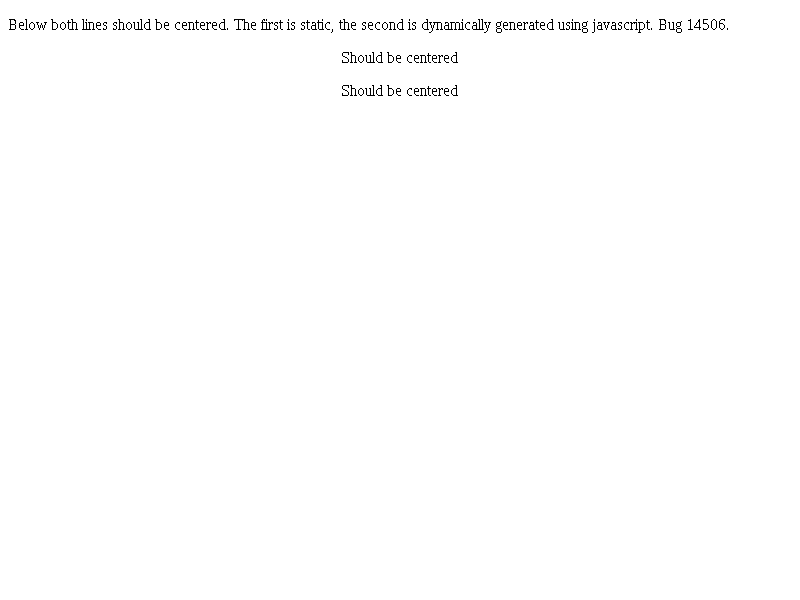 Below both lines should be centered. The first is static, the second is dynamically generated using javascript. Bug 14506.
Should be centered
Should be centered